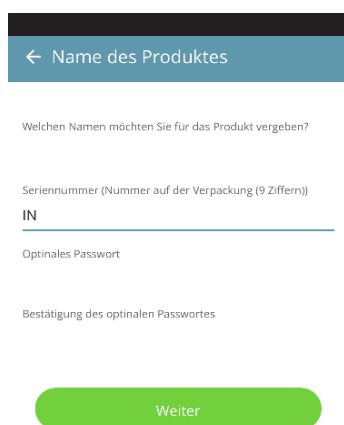 ← Name des Produktes
Welchen Namen möchten Sie für das Produkt vergeben?
Seriennummer (Nummer auf der Verpackung (9 Ziffern))
IN
Optinales Passwort
Bestätigung des optinalen Passwortes
Weiter